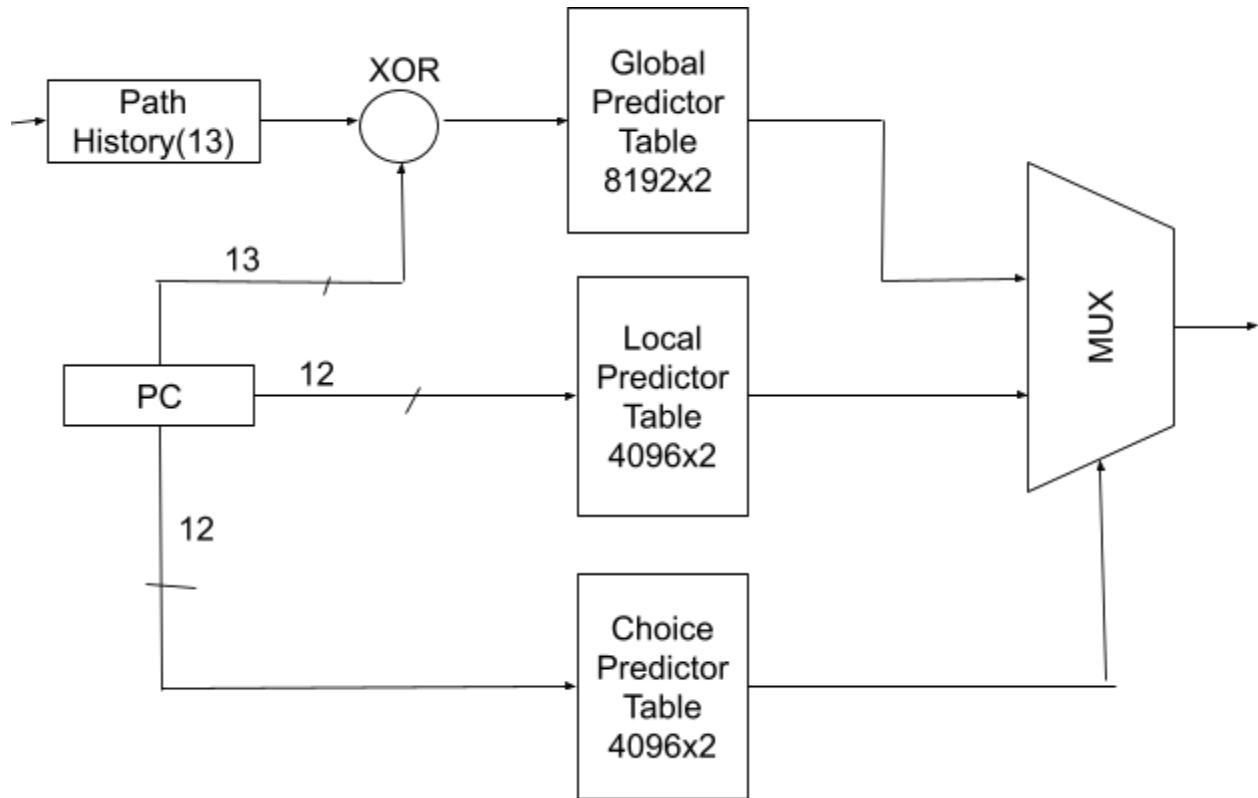 Path
History(13)
XOR
Global
Predictor
Table
8192x2
13
PC
12
Local
Predictor
Table
4096x2
MUX
12
Choice
Predictor
Table
4096x2